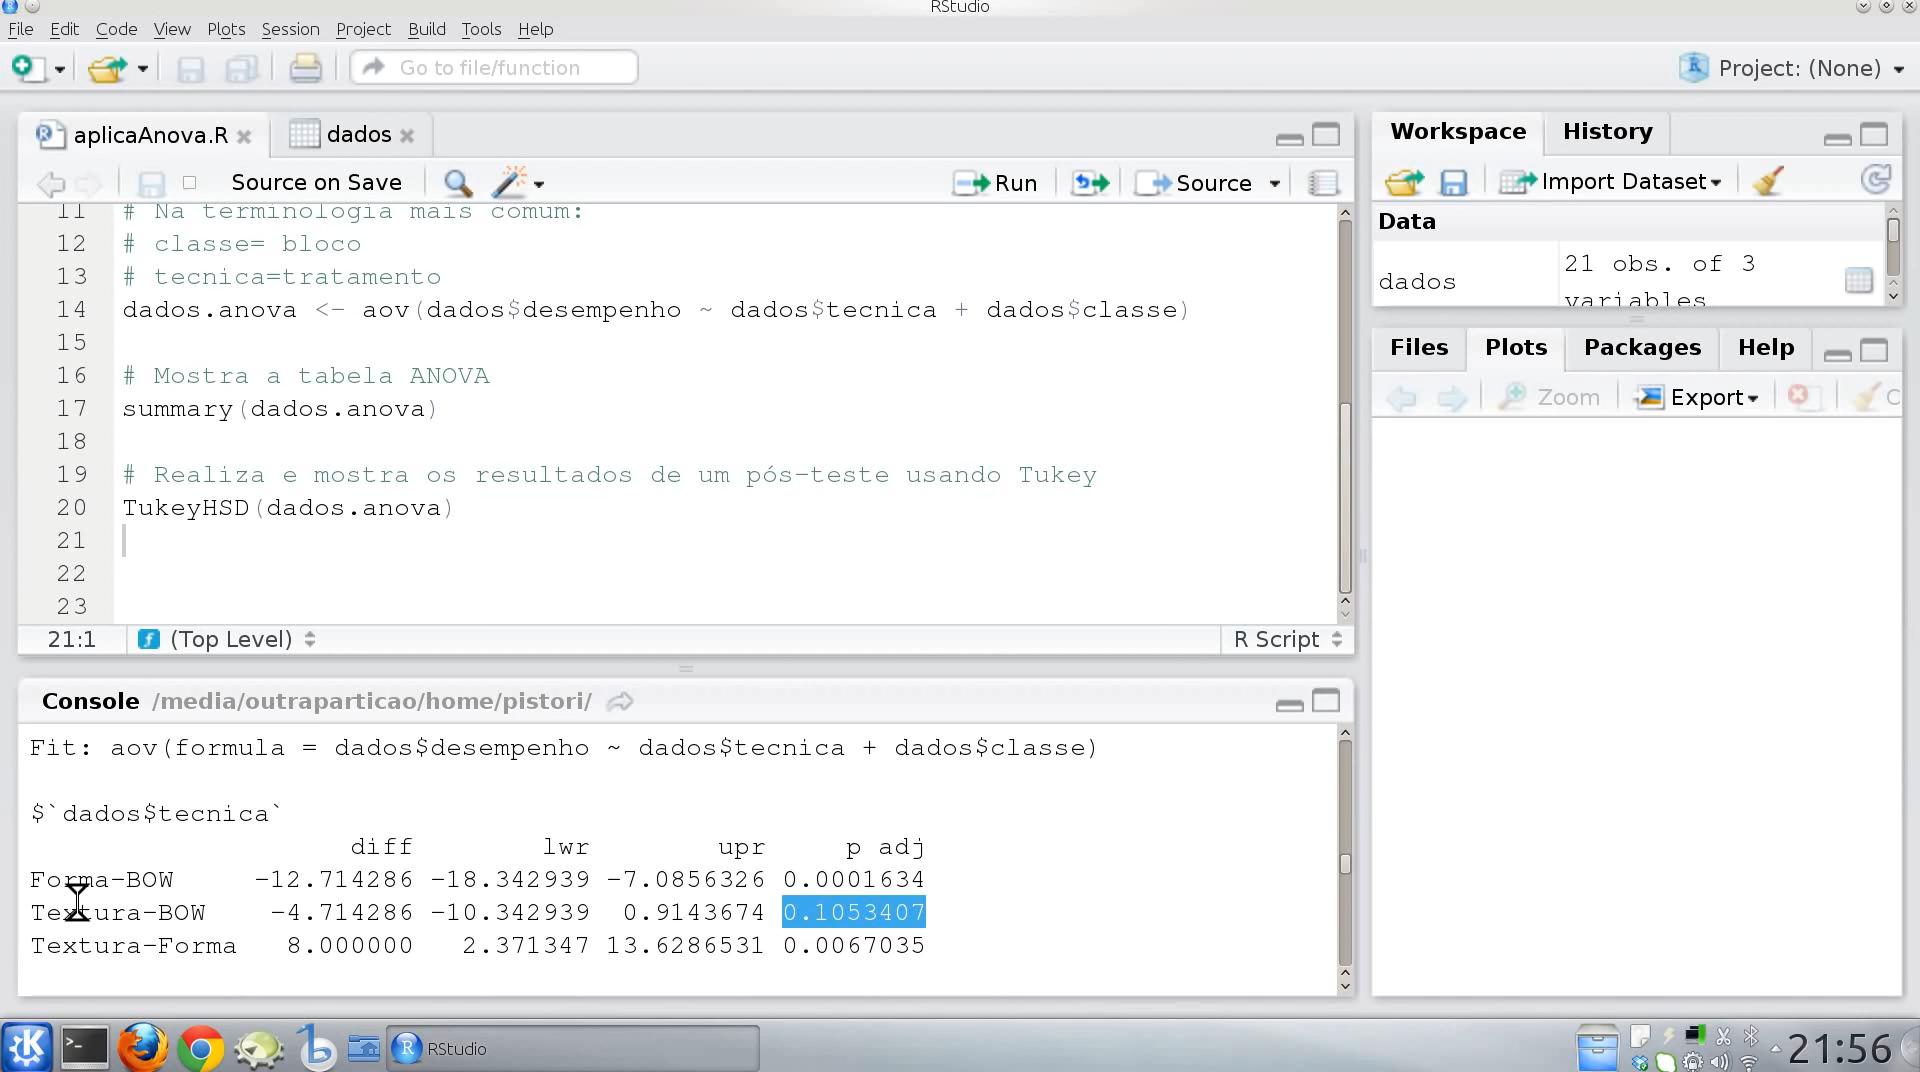 RStudio
File Edit Code View Plots Session Project Build Tools Help
Go to file/function
Project: (None)
aplicaAnova.R
dados
Source on Save
Run
Source
11 # Na terminologia mais comum:
12 # classe= bloco
13 # tecnica=tratamento
14 dados.anova <- aov(dados$desempenho ~ dados$tecnica + dados$classe)
15
16 # Mostra a tabela ANOVA
17 summary(dados.anova)
18
19 # Realiza e mostra os resultados de um pós-teste usando Tukey
20 TukeyHSD(dados.anova)
21
22
23
21:1 (Top Level) R Script
Console /media/outraparticao/home/pistori/
Fit: aov(formula = dados$desempenho ~ dados$tecnica + dados$classe)
$`dados$tecnica`
diff lwr upr p adj
Forma-BOW -12.714286 -18.342939 -7.0856326 0.0001634
Textura-BOW -4.714286 -10.342939 0.9143674 0.1053407
Textura-Forma 8.000000 2.371347 13.6286531 0.0067035
Workspace History
Import Dataset
Data
dados 21 obs. of 3
variables
Files Plots Packages Help
Zoom Export C
RStudio
21:56